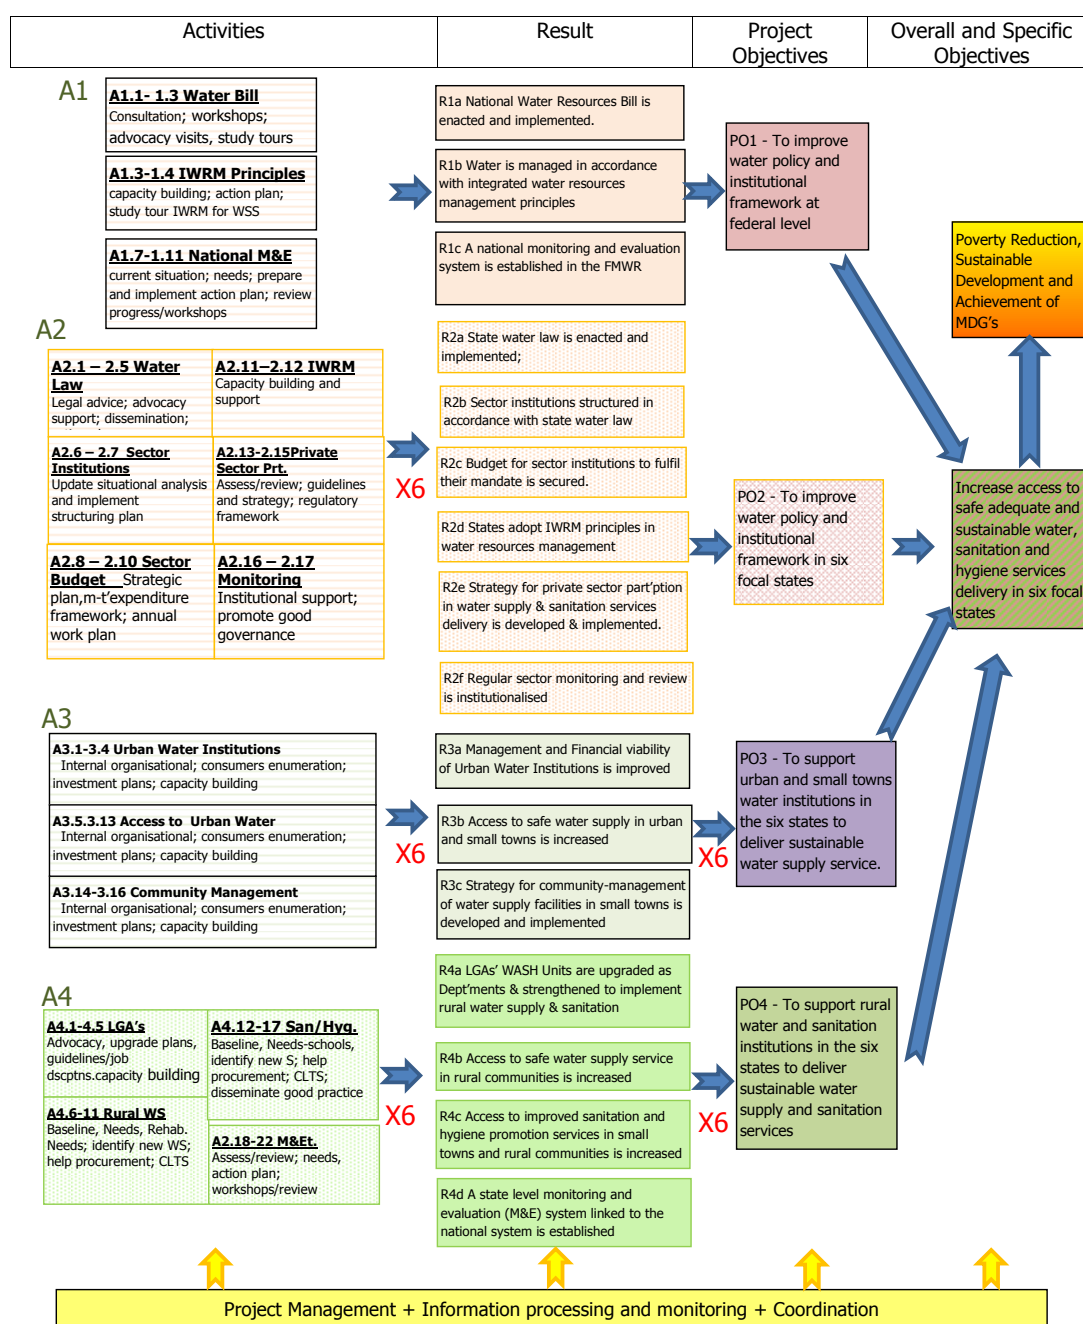 Activities
Result
Project
Objectives
Overall and Specific
Objectives
A1
A1.1- 1.3 Water Bill
Consultation; workshops;
advocacy visits, study tours
A1.3-1.4 IWRM Principles
capacity building; action plan;
study tour IWRM for WSS
A1.7-1.11 National M&E
current situation; needs; prepare
and implement action plan; review
progress/workshops
R1a National Water Resources Bill is
enacted and implemented.
R1b Water is managed in accordance
with integrated water resources
management principles
R1c A national monitoring and evaluation
system is established in the FMWR
PO1 - To improve
water policy and
institutional
framework at
federal level
Poverty Reduction,
Sustainable
Development and
Achievement of
MDG's
A2
A2.1 – 2.5 Water
Law
Legal advice; advocacy
support; dissemination;
A2.11–2.12 IWRM
Capacity building and
support
A2.6 – 2.7 Sector
Institutions
Update situational analysis
and implement
structuring plan
A2.13-2.15Private
Sector Prt.
Assess/review; guidelines
and strategy; regulatory
framework
A2.8 – 2.10 Sector
Budget Strategic
plan,m-t'expenditure
framework; annual
work plan
A2.16 – 2.17
Monitoring
Institutional support;
promote good
governance
X6
R2a State water law is enacted and
implemented;
R2b Sector institutions structured in
accordance with state water law
R2c Budget for sector institutions to fulfil
their mandate is secured.
R2d States adopt IWRM principles in
water resources management
R2e Strategy for private sector part'ption
in water supply & sanitation services
delivery is developed & implemented.
R2f Regular sector monitoring and review
is institutionalised
PO2 - To improve
water policy and
institutional
framework in six
focal states
Increase access to
safe adequate and
sustainable water,
sanitation and
hygiene services
delivery in six focal
states
A3
A3.1-3.4 Urban Water Institutions
Internal organisational; consumers enumeration;
investment plans; capacity building
A3.5.3.13 Access to Urban Water
Internal organisational; consumers enumeration;
investment plans; capacity building
A3.14-3.16 Community Management
Internal organisational; consumers enumeration;
investment plans; capacity building
X6
R3a Management and Financial viability
of Urban Water Institutions is improved
R3b Access to safe water supply in urban
and small towns is increased
R3c Strategy for community-management
of water supply facilities in small towns is
developed and implemented
X6
PO3 - To support
urban and small towns
water institutions in
the six states to
deliver sustainable
water supply service.
A4
A4.1-4.5 LGA's
Advocacy, upgrade plans,
guidelines/job
dscptns.capacity building
A4.12-17 San/Hyg.
Baseline, Needs-schools,
identify new S; help
procurement; CLTS;
disseminate good practice
A4.6-11 Rural WS
Baseline, Needs, Rehab.
Needs; identify new WS;
help procurement; CLTS
A2.18-22 M&Et.
Assess/review; needs,
action plan;
workshops/review
X6
R4a LGAs' WASH Units are upgraded as
Dept'ments & strengthened to implement
rural water supply & sanitation
R4b Access to safe water supply service
in rural communities is increased
R4c Access to improved sanitation and
hygiene promotion services in small
towns and rural communities is increased
R4d A state level monitoring and
evaluation (M&E) system linked to the
national system is established
X6
PO4 - To support rural
water and sanitation
institutions in the six
states to deliver
sustainable water
supply and sanitation
services
Project Management + Information processing and monitoring + Coordination